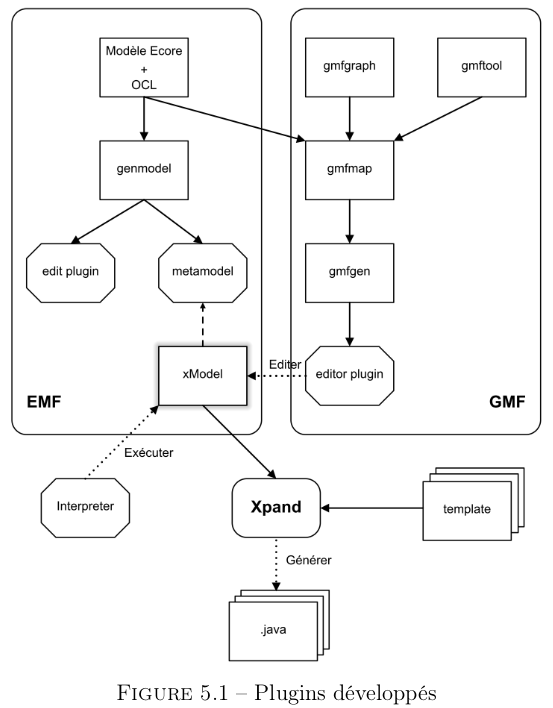 Modèle Ecore
+
OCL
gmfgraph
gmftool
genmodel
gmfmap
edit plugin
metamodel
gmfgen
xModel
Editer
editor plugin
EMF
GMF
Exécuter
Interpreter
Xpand
template
Générer
.java
FIGURE 5.1 – Plugins développés